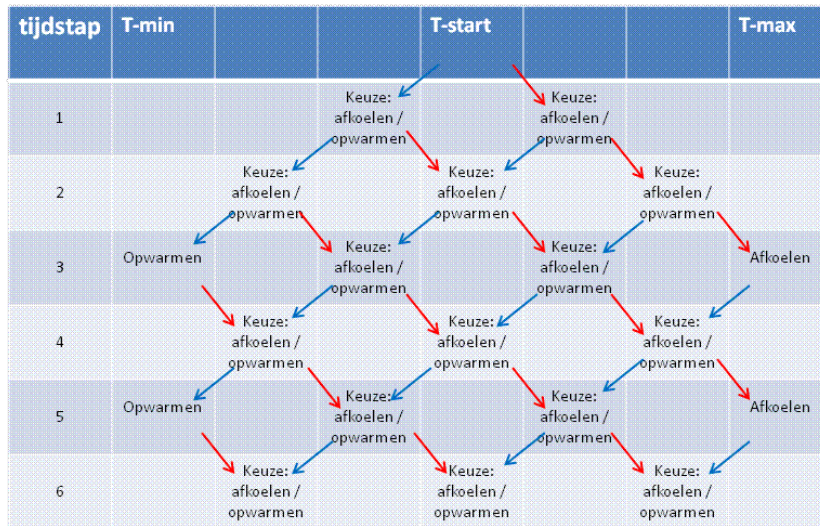 tijdstap T-min T-start T-max
Keuze: Keuze:
1 afkoelen / afkoelen /
opwarmen opwarmen
Keuze: Keuze: Keuze:
2 afkoelen / afkoelen / afkoelen /
opwarmen opwarmen opwarmen
Keuze: Keuze:
3 Opwarmen afkoelen / afkoelen / Afkoelen
opwarmen opwarmen
Keuze: Keuze: Keuze:
4 afkoelen / afkoelen / afkoelen /
opwarmen opwarmen opwarmen
Keuze: Keuze:
5 Opwarmen afkoelen / afkoelen / Afkoelen
opwarmen opwarmen
Keuze: Keuze: Keuze:
6 afkoelen / afkoelen / afkoelen /
opwarmen opwarmen opwarmen